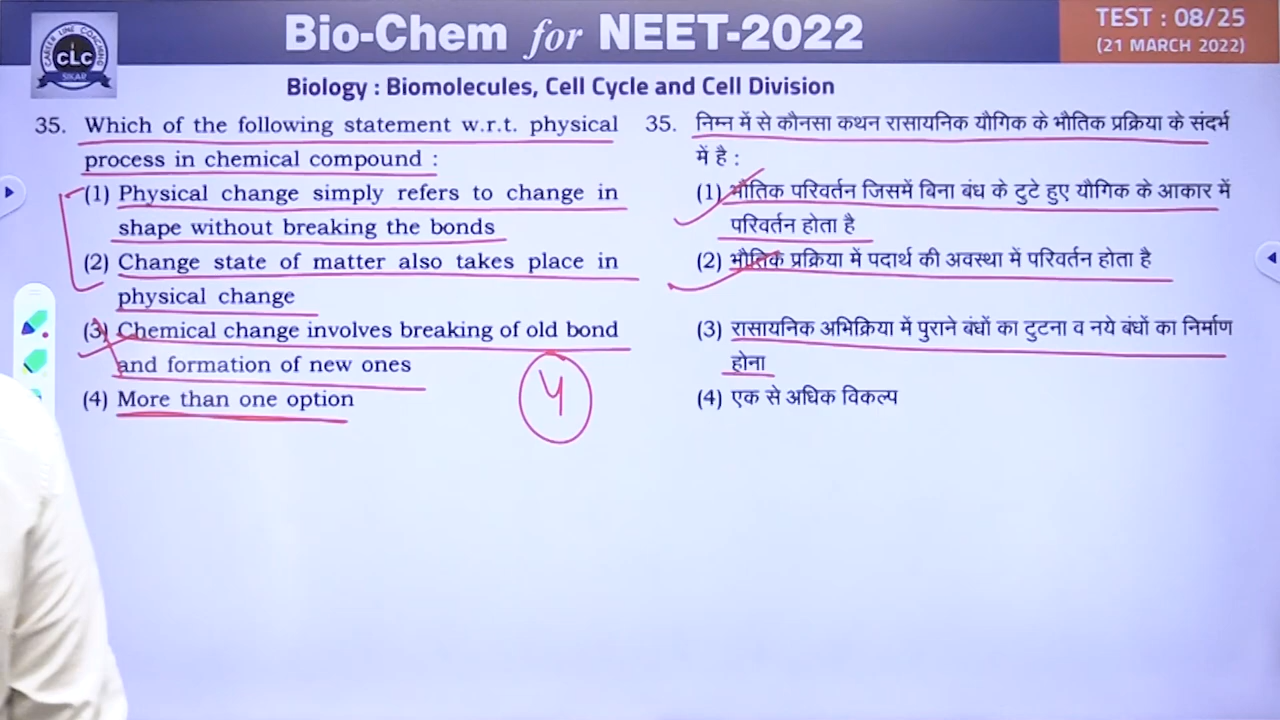 Bio-Chem for NEET-2022
TEST : 08/25
(21 MARCH 2022)
CAREER LINE COACHING
CLC
SIKAR
Biology : Biomolecules, Cell Cycle and Cell Division
35. Which of the following statement w.r.t. physical
process in chemical compound :
(1) Physical change simply refers to change in
shape without breaking the bonds
(2) Change state of matter also takes place in
physical change
(3) Chemical change involves breaking of old bond
and formation of new ones
(4) More than one option
4
35. निम्न में से कौनसा कथन रासायनिक यौगिक के भौतिक प्रक्रिया के संदर्भ
में है :
(1) भौतिक परिवर्तन जिसमें बिना बंध के टुटे हुए यौगिक के आकार में
परिवर्तन होता है
(2) भौतिक प्रक्रिया में पदार्थ की अवस्था में परिवर्तन होता है
(3) रासायनिक अभिक्रिया में पुराने बंधों का टुटना व नये बंधों का निर्माण
होना
(4) एक से अधिक विकल्प